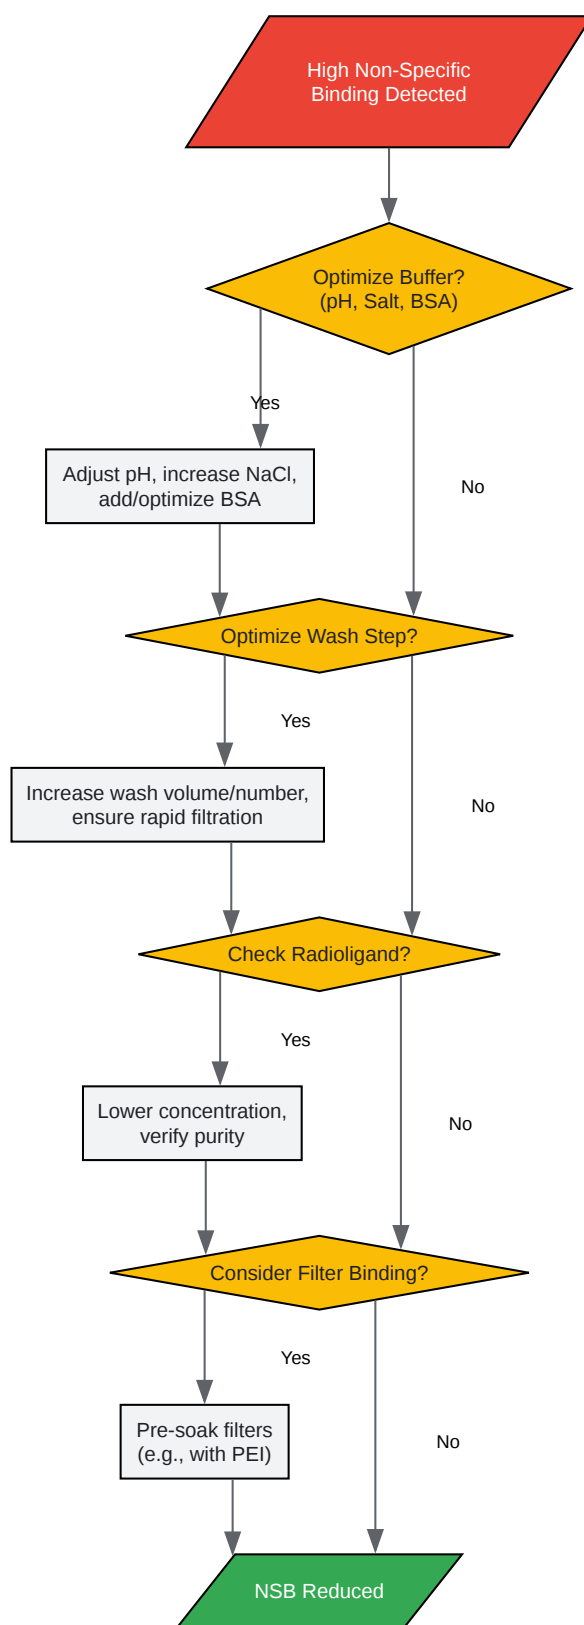 High Non-Specific
Binding Detected
Optimize Buffer?
(pH, Salt, BSA)
Yes
Adjust pH, increase NaCl,
add/optimize BSA
No
Optimize Wash Step?
Yes
Increase wash volume/number,
ensure rapid filtration
No
Check Radioligand?
Yes
Lower concentration,
verify purity
No
Consider Filter Binding?
Yes
Pre-soak filters
(e.g., with PEI)
No
NSB Reduced